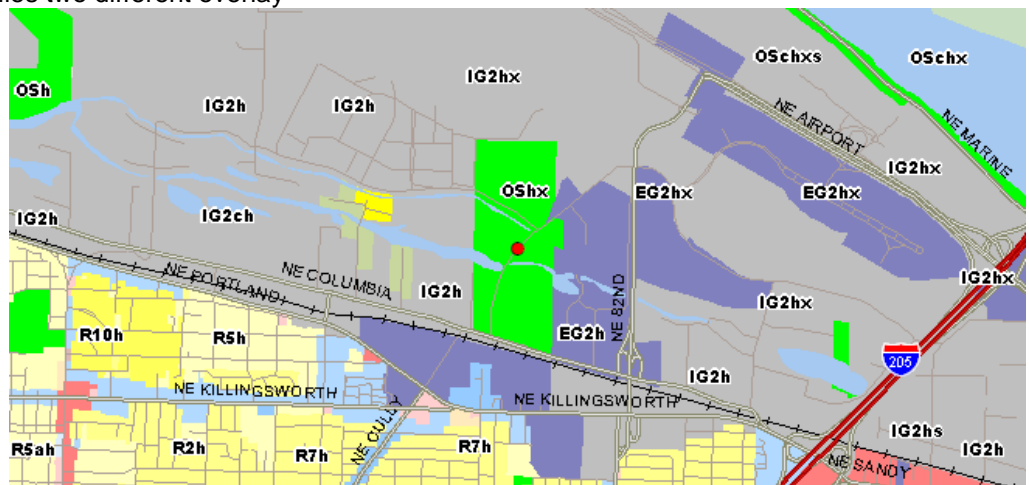 OSchxs
OSchx
IG2hx
OSh
IG2h
IG2h
NE AIRPORT
NE MARINE
IG2hx
OShx
EG2hx
EG2hx
IG2h
IG2ch
NE COLUMBIA
NE PORTLAND
IG2h
IG2hx
IG2hx
NE 82ND
R10h
R5h
EG2h
205
IG2h
NE KILLINGSWORTH
NE KILLINGSWORTH
NE CULLY
IG2hs
R5ah
R2h
R7h
R7h
IG2h
NE SANDY